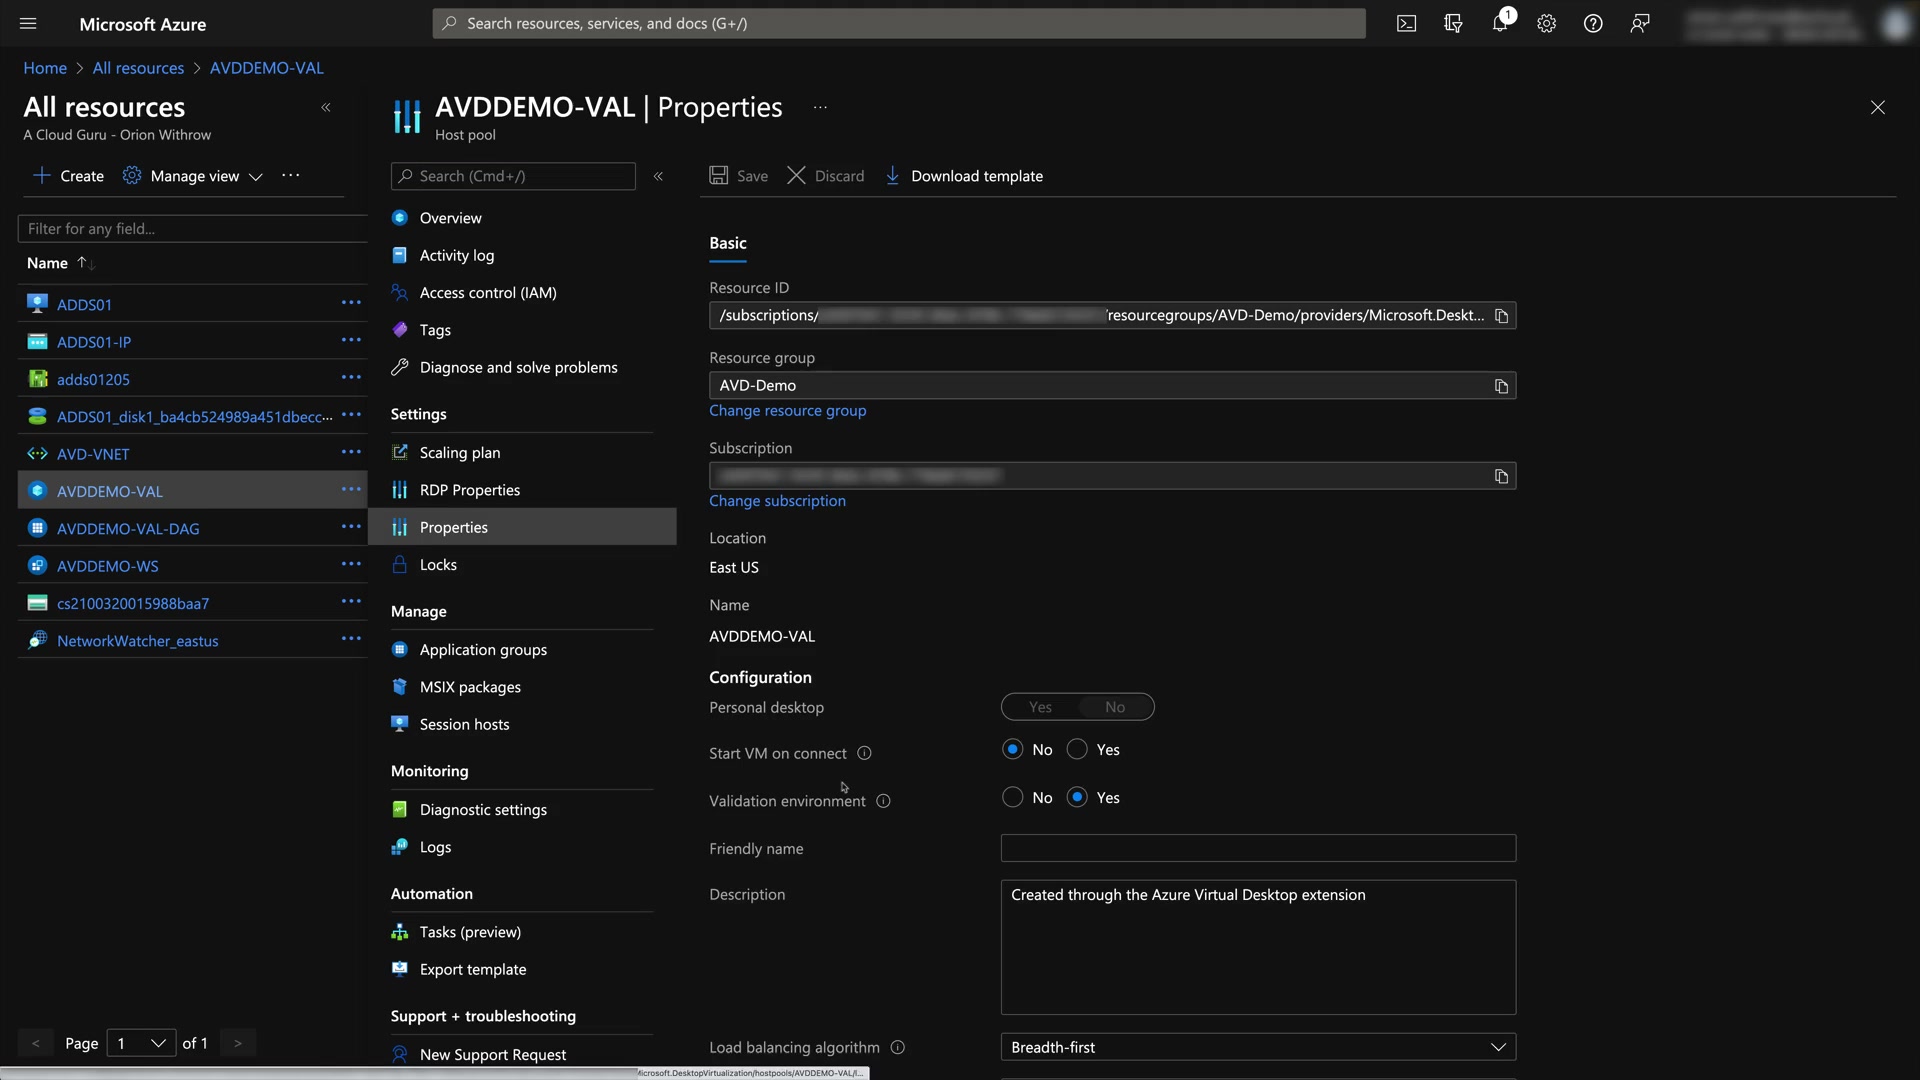 Microsoft Azure
Search resources, services, and docs (G+/)
1
Home > All resources > AVDDEMO-VAL
All resources
A Cloud Guru - Orion Withrow
Create
Manage view
Filter for any field...
Name
ADDS01
ADDS01-IP
adds01205
ADDS01_disk1_ba4cb524989a451dbecc...
AVD-VNET
AVDDEMO-VAL
AVDDEMO-VAL-DAG
AVDDEMO-WS
cs2100320015988baa7
NetworkWatcher_eastus
< Page 1 of 1 >
AVDDEMO-VAL | Properties
Host pool
Search (Cmd+/)
Overview
Activity log
Access control (IAM)
Tags
Diagnose and solve problems
Settings
Scaling plan
RDP Properties
Properties
Locks
Manage
Application groups
MSIX packages
Session hosts
Monitoring
Diagnostic settings
Logs
Automation
Tasks (preview)
Export template
Support + troubleshooting
New Support Request
Save
Discard
Download template
Basic
Resource ID
/subscriptions/ resourcegroups/AVD-Demo/providers/Microsoft.Deskt...
Resource group
AVD-Demo
Change resource group
Subscription
Change subscription
Location
East US
Name
AVDDEMO-VAL
Configuration
Personal desktop Yes No
Start VM on connect No Yes
Validation environment No Yes
Friendly name
Description Created through the Azure Virtual Desktop extension
Load balancing algorithm Breadth-first
Microsoft.DesktopVirtualization/hostpools/AVDDEMO-VAL/l...